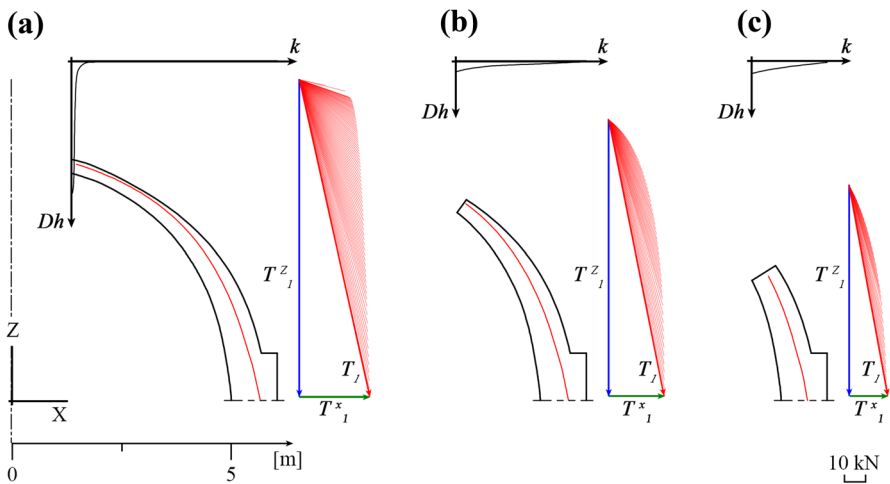 (a)
k
Dh
T^Z_1
T_1
T^x_1
Z
X
0
5
[m]
(b)
k
Dh
T^Z_1
T_1
T^x_1
(c)
k
Dh
T^Z_1
T_1
T^x_1
10 kN